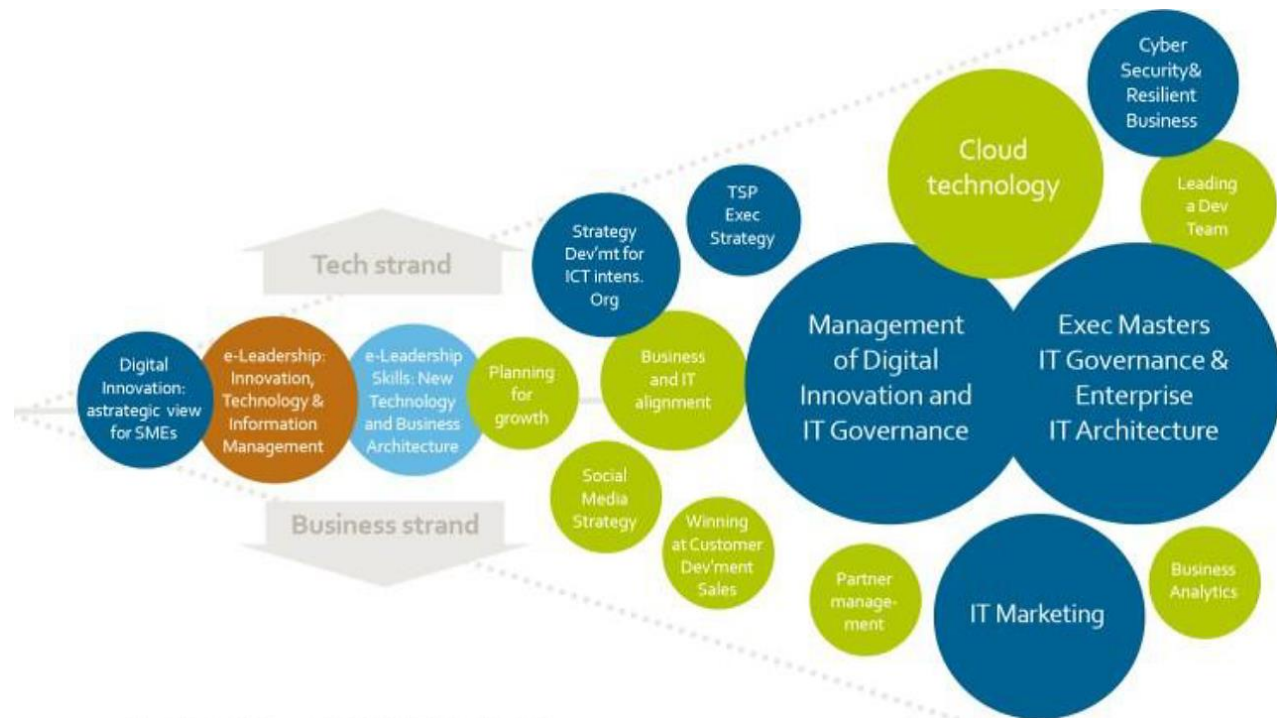 Cyber
Security&
Resilient
Business
Cloud
technology
Leading
a Dev
Team
TSP
Exec
Strategy
Strategy
Dev'mt for
ICT intens.
Org
Tech strand
Digital
Innovation:
astrategic view
for SMEs
e-Leadership:
Innovation,
Technology &
Information
Management
e-Leadership
Skills: New
Technology
and Business
Architecture
Planning
for
growth
Business
and IT
alignment
Management
of Digital
Innovation and
IT Governance
Exec Masters
IT Governance &
Enterprise
IT Architecture
Business strand
Social
Media
Strategy
Winning
at Customer
Dev'ment
Sales
Partner
manage-
ment
IT Marketing
Business
Analytics